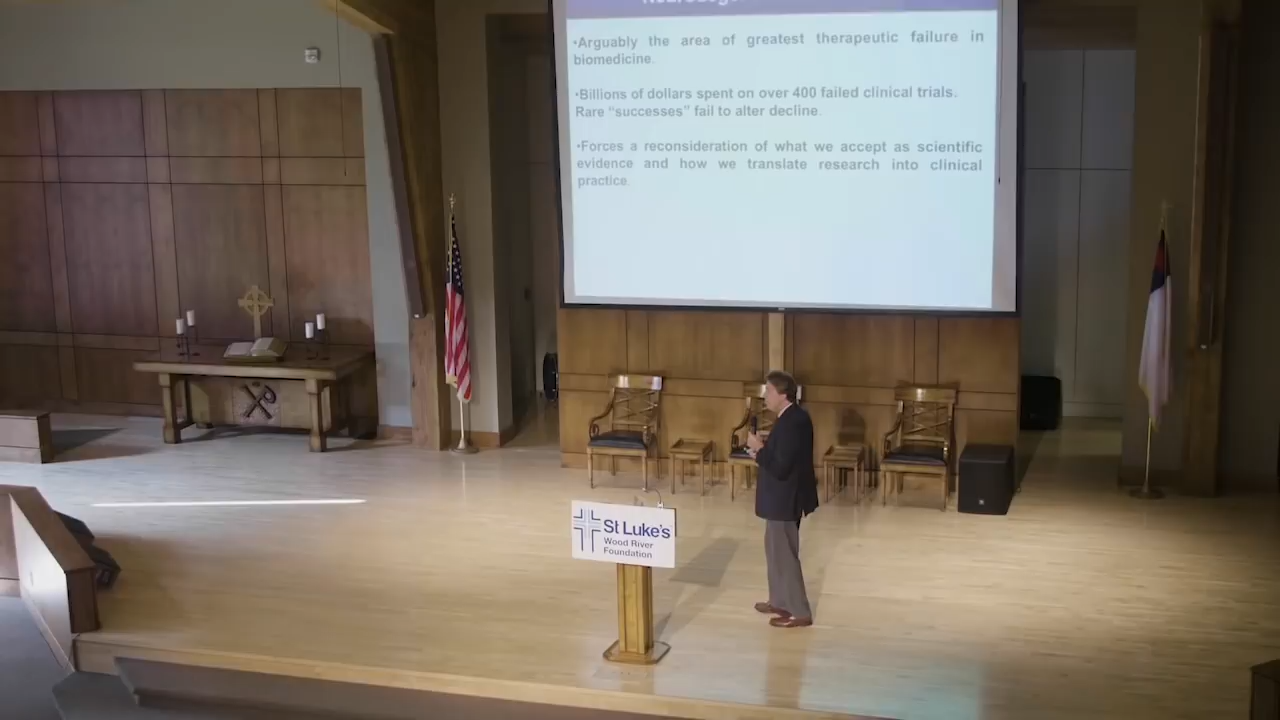 •Arguably the area of greatest therapeutic failure in
biomedicine.
•Billions of dollars spent on over 400 failed clinical trials.
Rare “successes” fail to alter decline.
•Forces a reconsideration of what we accept as scientific
evidence and how we translate research into clinical
practice.
St Luke's
Wood River
Foundation